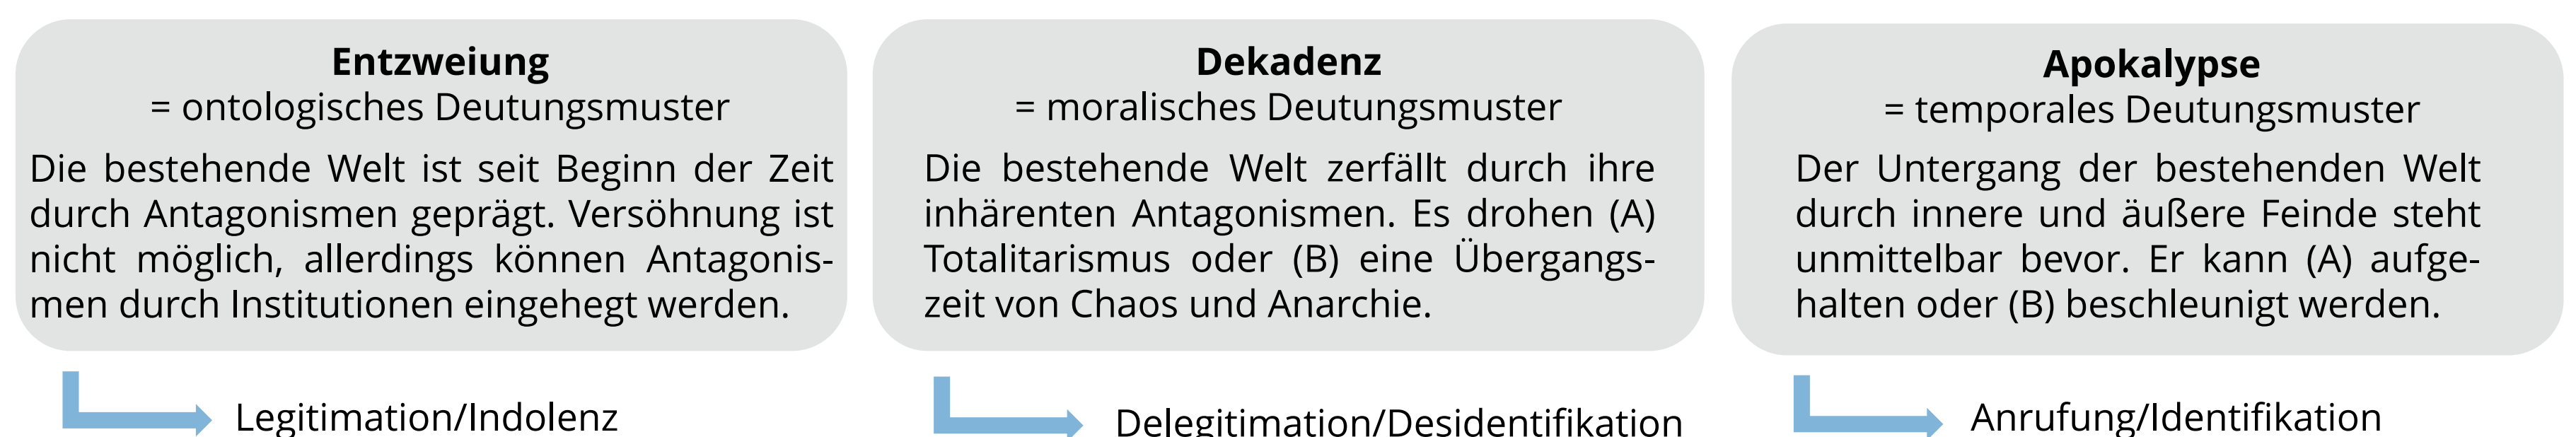 Entzweiung
= ontologisches Deutungsmuster
Die bestehende Welt ist seit Beginn der Zeit
durch Antagonismen geprägt. Versöhnung ist
nicht möglich, allerdings können Antagonis-
men durch Institutionen eingehegt werden.
Legitimation/Indolenz
Dekadenz
= moralisches Deutungsmuster
Die bestehende Welt zerfällt durch ihre
inhärenten Antagonismen. Es drohen (A)
Totalitarismus oder (B) eine Übergangs-
zeit von Chaos und Anarchie.
Delegitimation/Desidentifikation
Apokalypse
= temporales Deutungsmuster
Der Untergang der bestehenden Welt
durch innere und äußere Feinde steht
unmittelbar bevor. Er kann (A) aufge-
halten oder (B) beschleunigt werden.
Anrufung/Identifikation